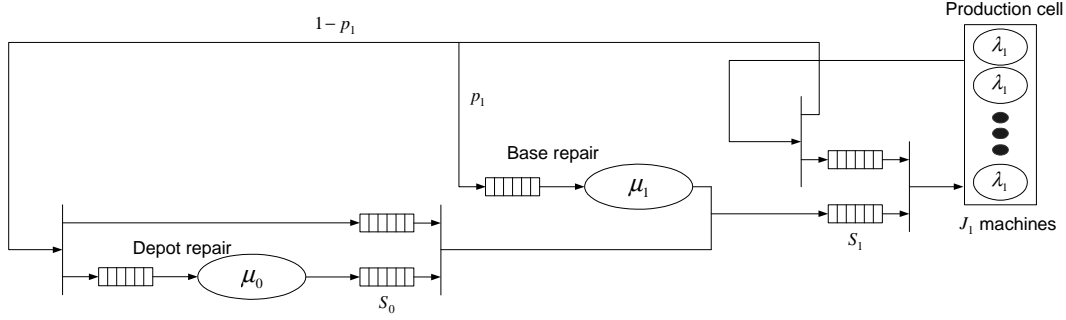 Production cell
1 − p₁
λ₁
λ₁
p₁
Base repair
μ₁
λ₁
S₁
J₁ machines
Depot repair
μ₀
S₀